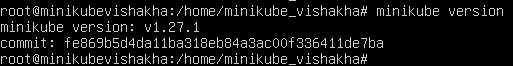 root@minikubevishakha:/home/minikube_vishakha# minikube version
minikube version: v1.27.1
commit: fe869b5d4da11ba318eb84a3ac00f336411de7ba
root@minikubevishakha:/home/minikube_vishakha#